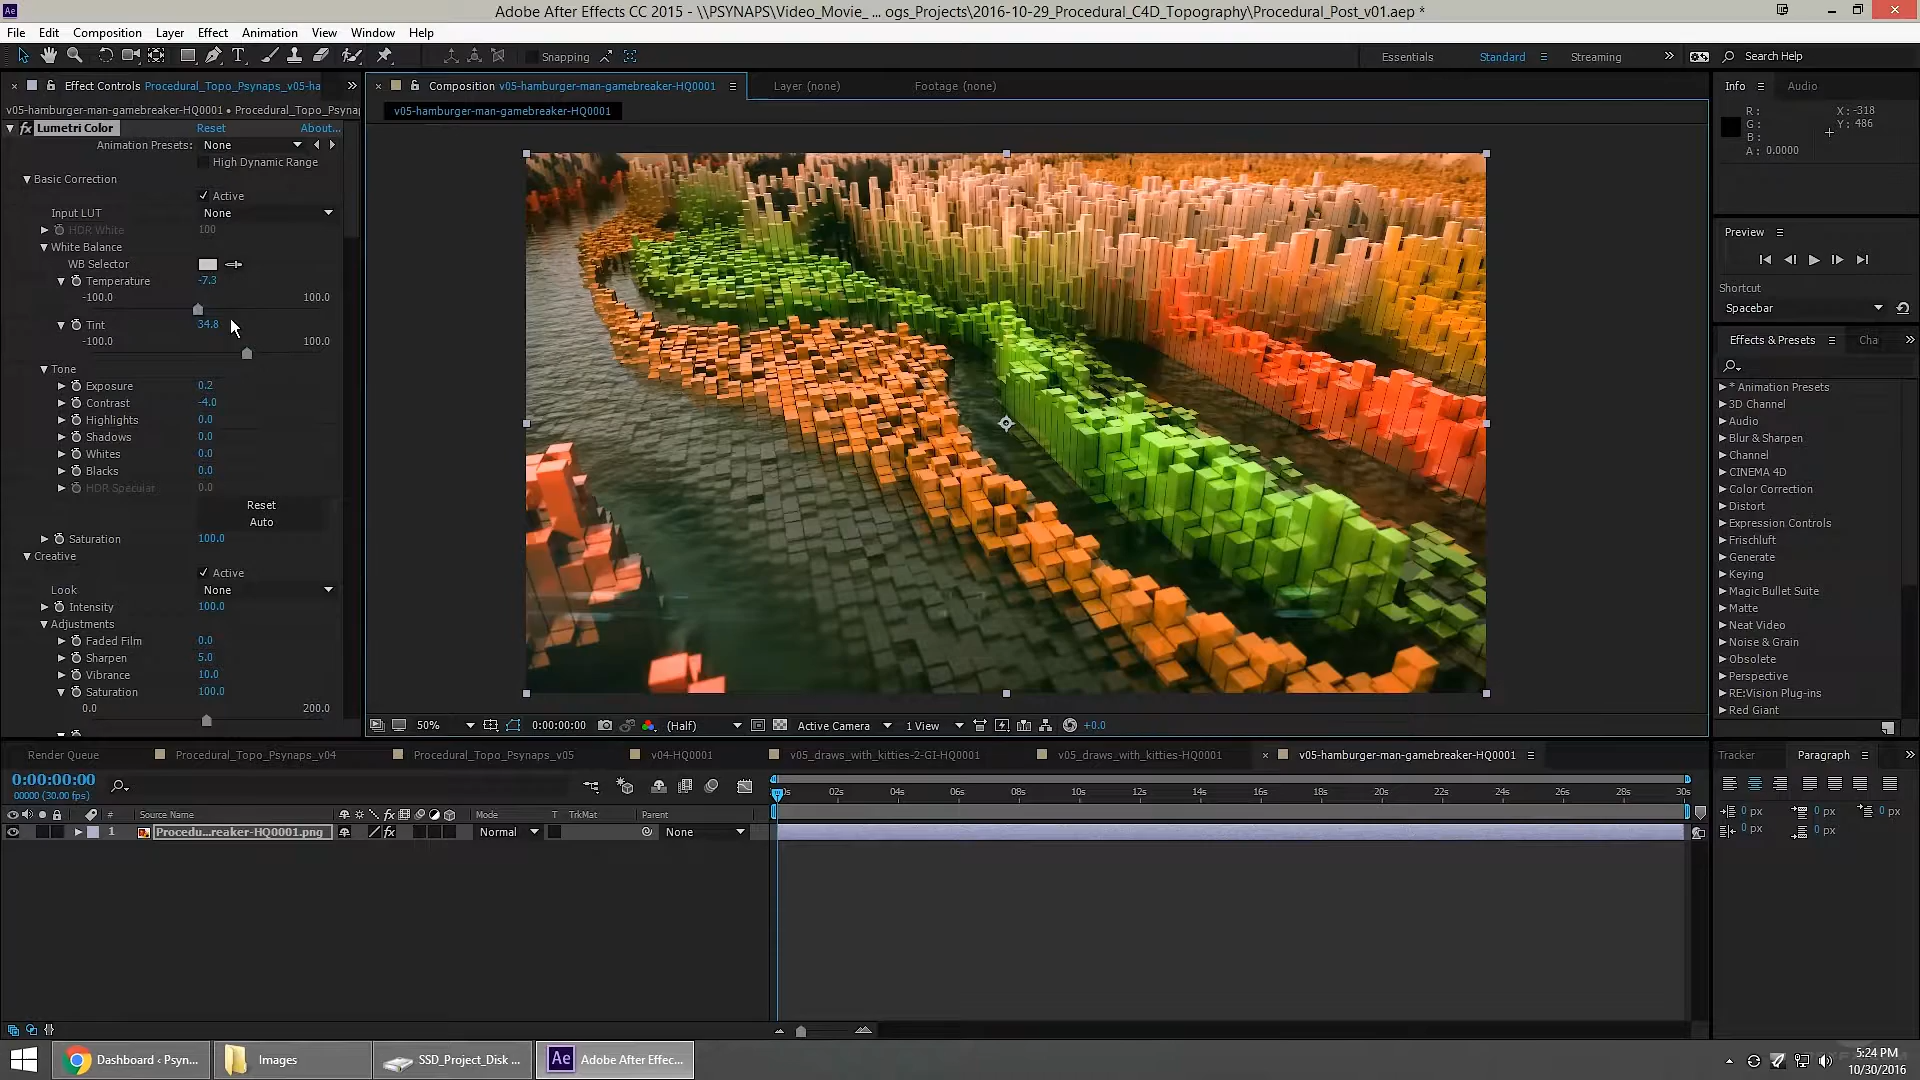 Ae
Adobe After Effects CC 2015 - \\PSYNAPS\Video_Movie_ ... ogs_Projects\2016-10-29_Procedural_C4D_Topography\Procedural_Post_v01.aep *
File Edit Composition Layer Effect Animation View Window Help
T Snapping Essentials Standard Streaming Search Help
Effect Controls Procedural_Topo_Psynaps_v05-ha
Composition v05-hamburger-man-gamebreaker-HQ0001
Layer (none)
Footage (none)
Info Audio
v05-hamburger-man-gamebreaker-HQ0001 • Procedural_Topo_Psynap
v05-hamburger-man-gamebreaker-HQ0001
R: X: -318
G: Y: 486
B:
A: 0.0000
fx Lumetri Color Reset About...
Animation Presets: None
High Dynamic Range
Basic Correction
Active
Input LUT None
HDR White 100
White Balance
WB Selector
Temperature -7.3
-100.0 100.0
Tint 34.8
-100.0 100.0
Tone
Exposure 0.2
Contrast -4.0
Highlights 0.0
Shadows 0.0
Whites 0.0
Blacks 0.0
HDR Specular 0.0
Reset
Auto
Saturation 100.0
Creative
Active
Look None
Intensity 100.0
Adjustments
Faded Film 0.0
Sharpen 5.0
Vibrance 10.0
Saturation 100.0
0.0 200.0
Preview
Shortcut
Spacebar
Effects & Presets Cha
* Animation Presets
3D Channel
Audio
Blur & Sharpen
Channel
CINEMA 4D
Color Correction
Distort
Expression Controls
Frischluft
Generate
Keying
Magic Bullet Suite
Matte
Neat Video
Noise & Grain
Obsolete
Perspective
RE:Vision Plug-ins
Red Giant
50% 0:00:00:00 (Half) Active Camera 1 View +0.0
Render Queue Procedural_Topo_Psynaps_v04 Procedural_Topo_Psynaps_v05 v04-HQ0001 v05_draws_with_kitties-2-GI-HQ0001 v05_draws_with_kitties-HQ0001 v05-hamburger-man-gamebreaker-HQ0001
Tracker Paragraph
0:00:00:00
00000 (30.00 fps)
02s 04s 06s 08s 10s 12s 14s 16s 18s 20s 22s 24s 26s 28s 30s
# Source Name fx Mode T TrkMat Parent
1 Procedu...reaker-HQ0001.png fx Normal None
0 px 0 px 0 px
0 px 0 px
Dashboard ‹ Psyn...
Images
SSD_Project_Disk ...
Ae Adobe After Effec...
5:24 PM
10/30/2016